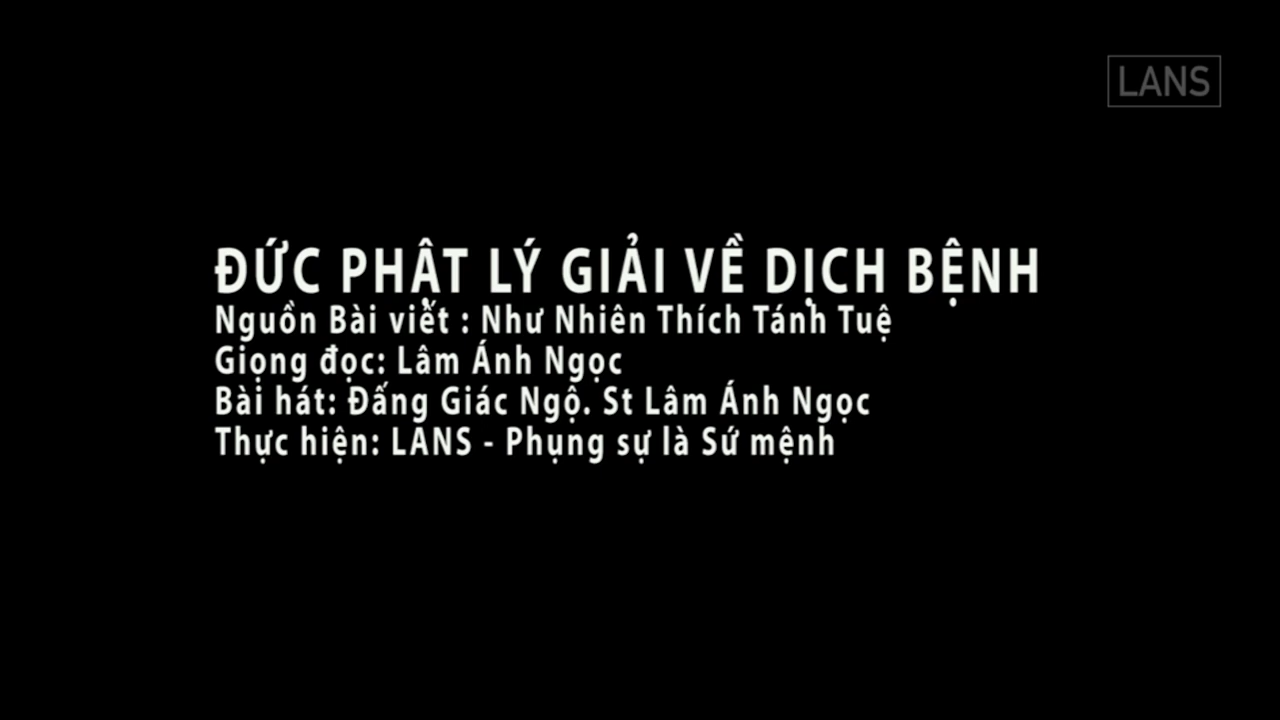 LANS
ĐỨC PHẬT LÝ GIẢI VỀ DỊCH BỆNH
Nguồn Bài viết : Như Nhiên Thích Tánh Tuệ
Giọng đọc: Lâm Ánh Ngọc
Bài hát: Đấng Giác Ngộ. St Lâm Ánh Ngọc
Thực hiện: LANS - Phụng sự là Sứ mệnh